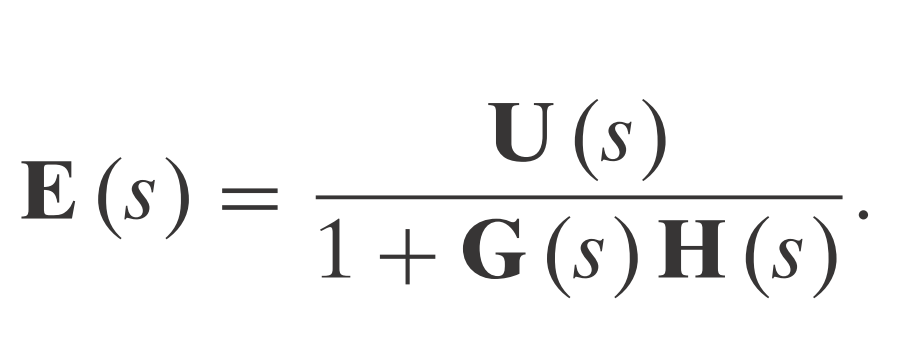 E(s) = U(s) / (1 + G(s)H(s)).